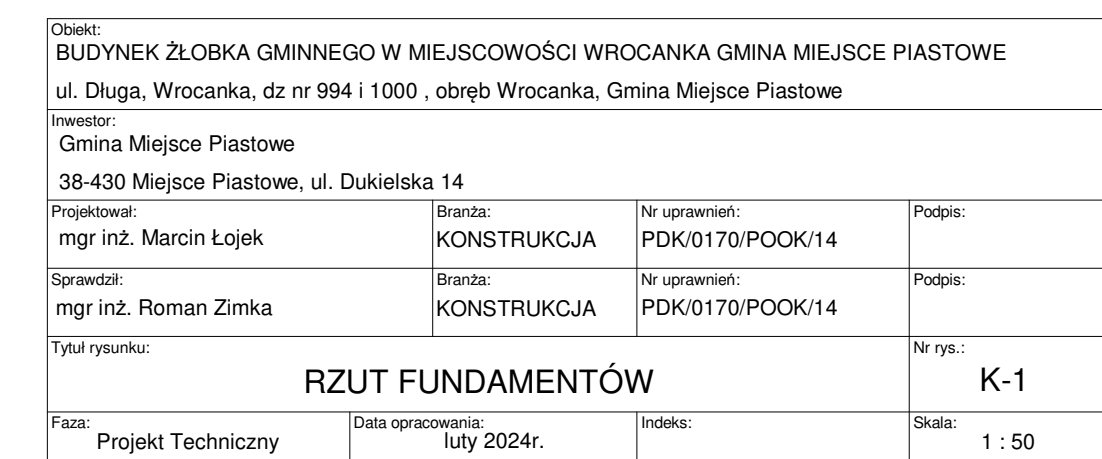 Obiekt:
BUDYNEK ŻŁOBKA GMINNEGO W MIEJSCOWOŚCI WROCANKA GMINA MIEJSCE PIASTOWE
ul. Długa, Wrocanka, dz nr 994 i 1000 , obręb Wrocanka, Gmina Miejsce Piastowe
Inwestor:
Gmina Miejsce Piastowe
38-430 Miejsce Piastowe, ul. Dukielska 14
Projektował: Branża: Nr uprawnień: Podpis:
mgr inż. Marcin Łojek KONSTRUKCJA PDK/0170/POOK/14
Sprawdził: Branża: Nr uprawnień: Podpis:
mgr inż. Roman Zimka KONSTRUKCJA PDK/0170/POOK/14
Tytuł rysunku: Nr rys.:
RZUT FUNDAMENTÓW K-1
Faza: Data opracowania: Indeks: Skala:
Projekt Techniczny luty 2024r. 1 : 50